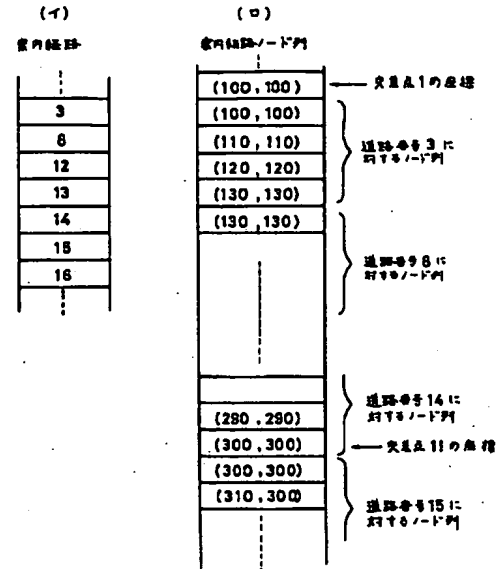 (イ)
案内経路
3
8
12
13
14
15
16
(ロ)
案内経路ノード列
(100,100)
(100,100)
(110,110)
(120,120)
(130,130)
(130,130)
(280,290)
(300,300)
(300,300)
(310,300)
交差点1の座標
道路番号3に
対するノード列
道路番号8に
対するノード列
道路番号14に
対するノード列
交差点11の座標
道路番号15に
対するノード列